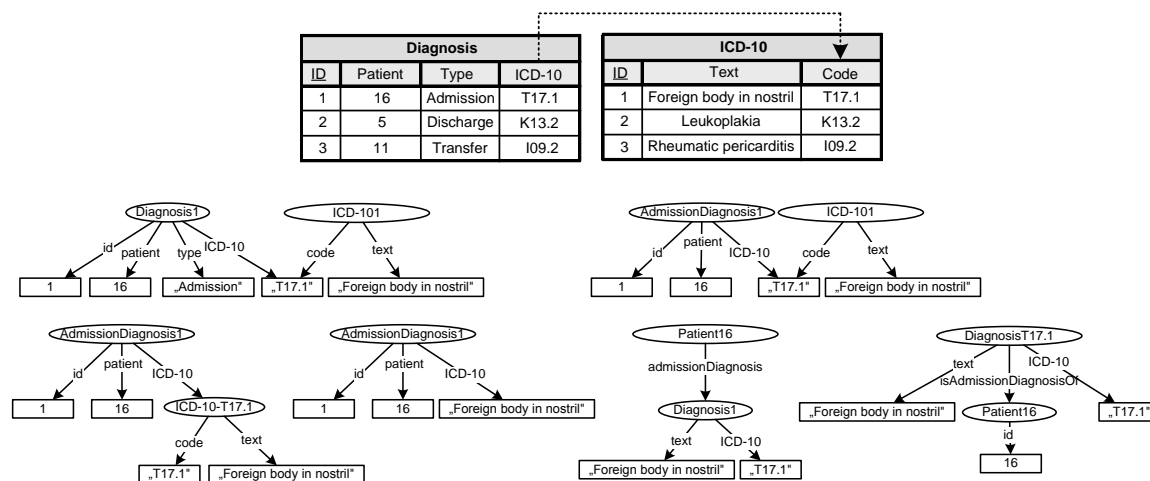 Diagnosis
ID Patient Type ICD-10
1 16 Admission T17.1
2 5 Discharge K13.2
3 11 Transfer I09.2
ICD-10
ID Text Code
1 Foreign body in nostril T17.1
2 Leukoplakia K13.2
3 Rheumatic pericarditis I09.2
Diagnosis1
id patient type ICD-10
1 16 „Admission" „T17.1"
ICD-101
code text
„Foreign body in nostril"
AdmissionDiagnosis1
id patient ICD-10
1 16 „T17.1"
ICD-101
code text
„Foreign body in nostril"
AdmissionDiagnosis1
id patient ICD-10
1 16 ICD-10-T17.1
code text
„T17.1" „Foreign body in nostril"
AdmissionDiagnosis1
id patient ICD-10
1 16 „Foreign body in nostril"
Patient16
admissionDiagnosis
Diagnosis1
text ICD-10
„Foreign body in nostril" „T17.1"
DiagnosisT17.1
text ICD-10
isAdmissionDiagnosisOf
„Foreign body in nostril" Patient16 „T17.1"
id
16